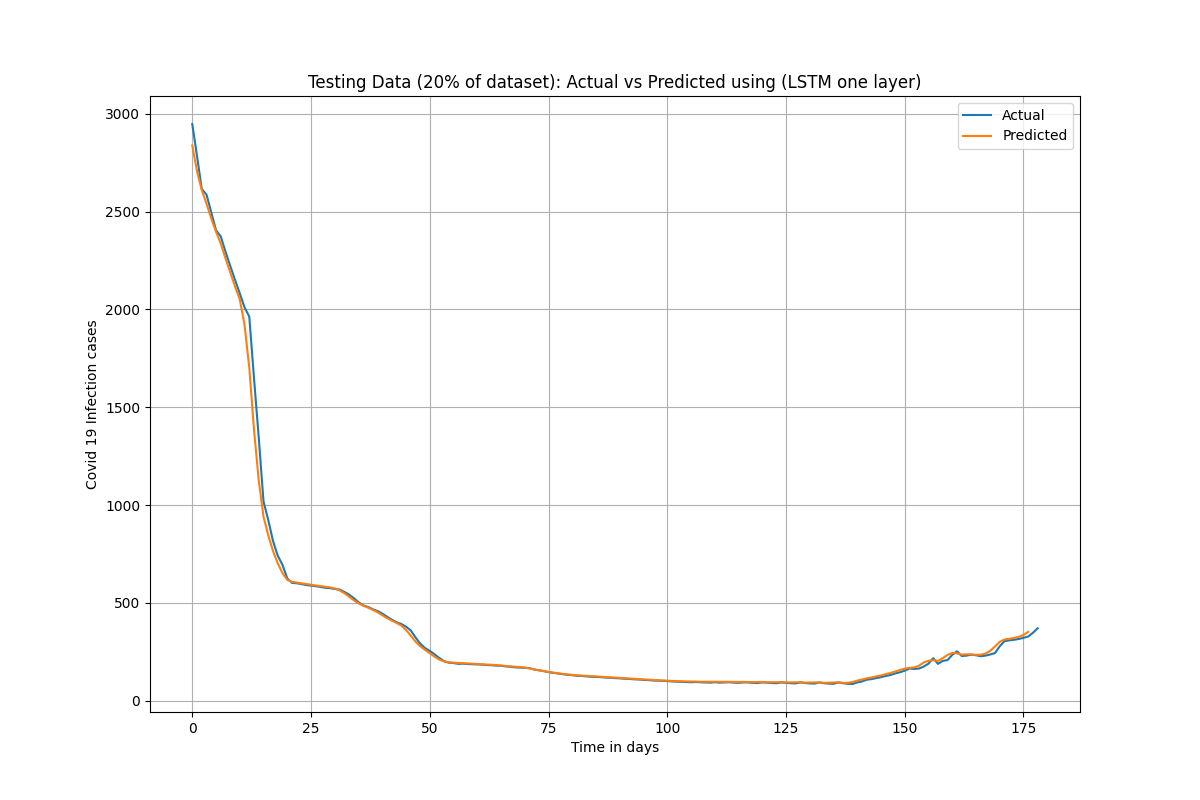 Testing Data (20% of dataset): Actual vs Predicted using (LSTM one layer)
Actual
Predicted
Covid 19 Infection cases
3000
2500
2000
1500
1000
500
0
0 25 50 75 100 125 150 175
Time in days